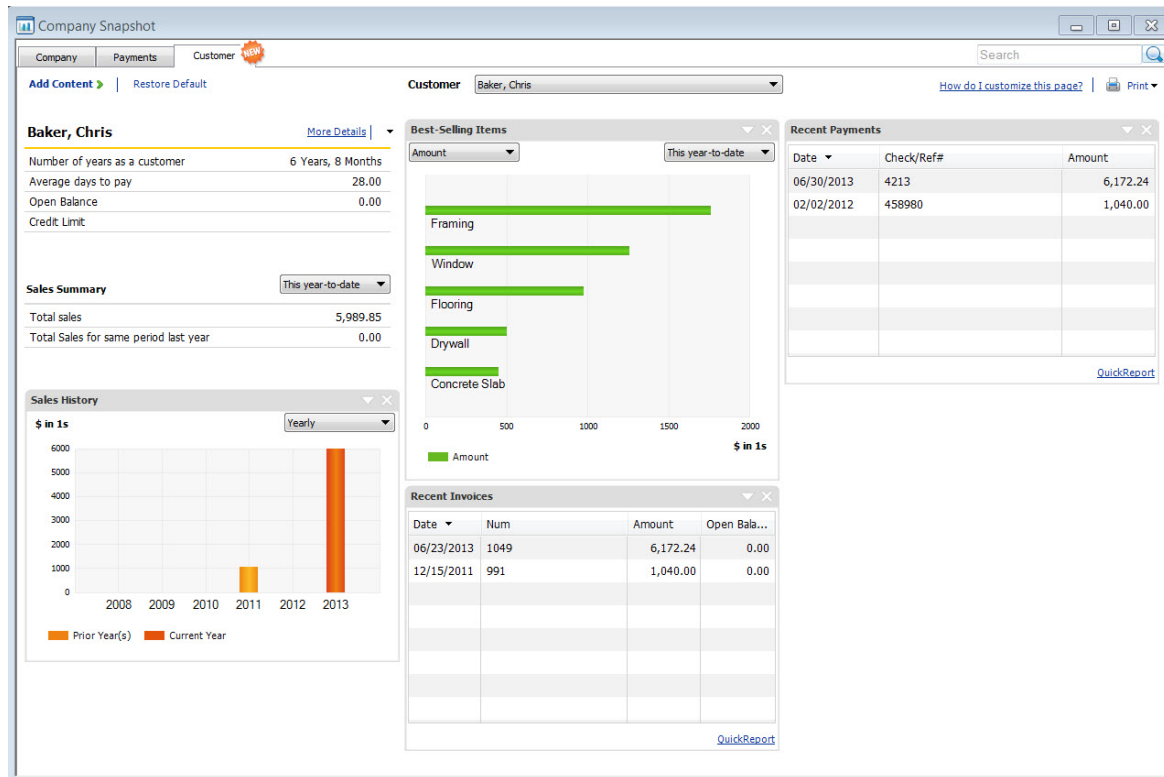 Company Snapshot
Company Payments Customer NEW Search
Add Content Restore Default Customer Baker, Chris How do I customize this page? Print
Baker, Chris More Details
Number of years as a customer 6 Years, 8 Months
Average days to pay 28.00
Open Balance 0.00
Credit Limit
Sales Summary This year-to-date
Total sales 5,989.85
Total Sales for same period last year 0.00
Sales History
$ in 1s Yearly
6000
5000
4000
3000
2000
1000
0
2008 2009 2010 2011 2012 2013
Prior Year(s) Current Year
Best-Selling Items
Amount This year-to-date
Framing
Window
Flooring
Drywall
Concrete Slab
0 500 1000 1500 2000
$ in 1s
Amount
Recent Invoices
Date Num Amount Open Bala...
06/23/2013 1049 6,172.24 0.00
12/15/2011 991 1,040.00 0.00
QuickReport
Recent Payments
Date Check/Ref# Amount
06/30/2013 4213 6,172.24
02/02/2012 458980 1,040.00
QuickReport